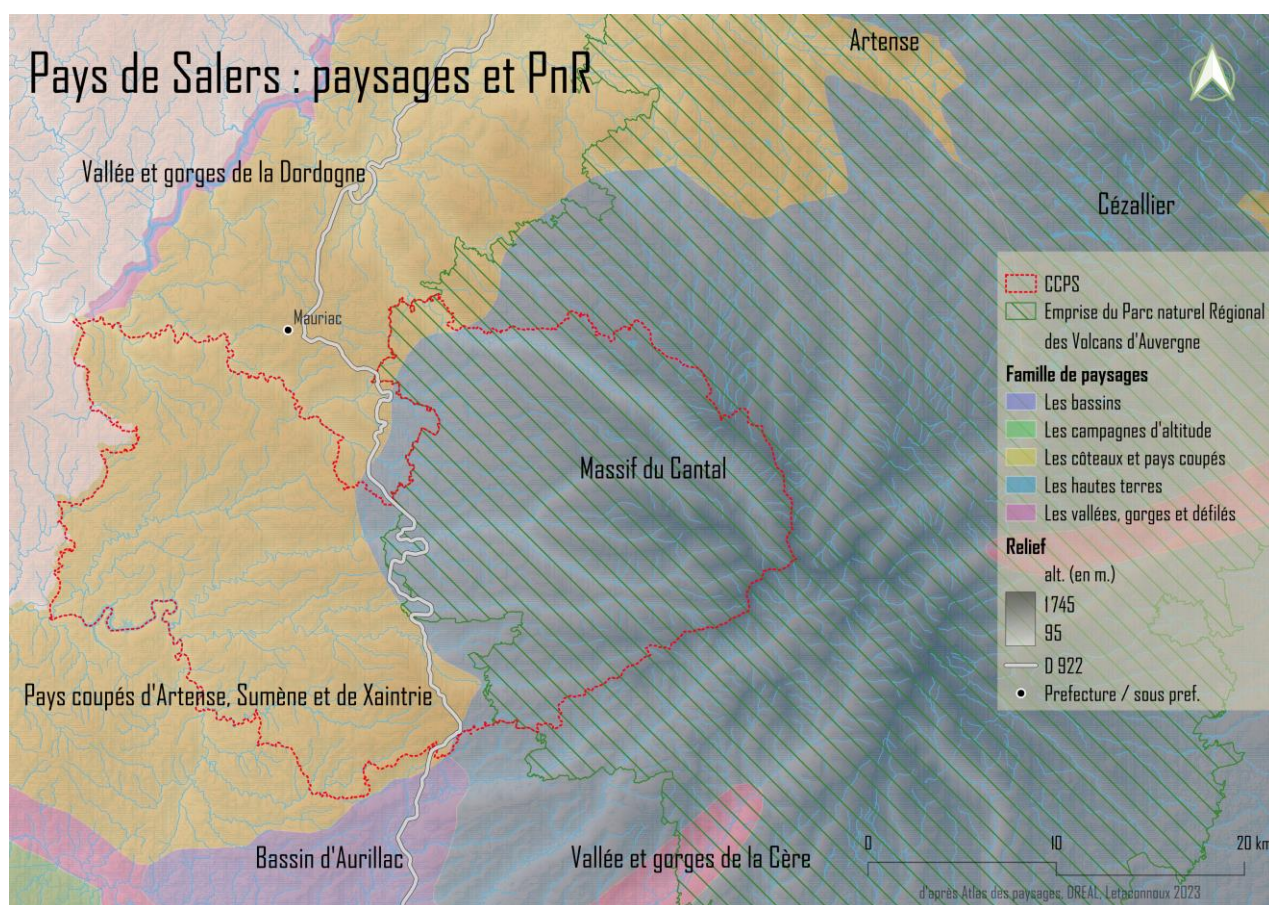 Artense
Pays de Salers : paysages et PnR
Vallée et gorges de la Dordogne
Cézallier
Mauriac
Massif du Cantal
Pays coupés d'Artense, Sumène et de Xaintrie
Bassin d'Aurillac
Vallée et gorges de la Cère
CCPS
Emprise du Parc naturel Régional
des Volcans d'Auvergne
Famille de paysages
Les bassins
Les campagnes d'altitude
Les côteaux et pays coupés
Les hautes terres
Les vallées, gorges et défilés
Relief
alt. (en m.)
1 745
95
D 922
Prefecture / sous pref.
0 10 20 km
d'après Atlas des paysages, DREAL, Letaconnoux 2023